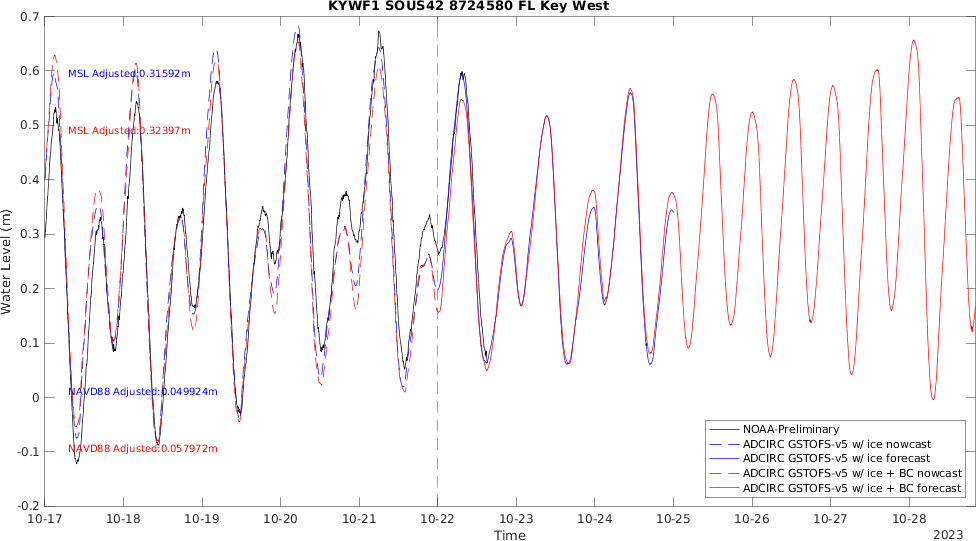 KYWF1 SOUS42 8724580 FL Key West
0.7
0.6
0.5
0.4
0.3
0.2
0.1
0
-0.1
-0.2
Water Level (m)
MSL Adjusted:0.31592m
MSL Adjusted:0.32397m
NAVD88 Adjusted:0.049924m
NAVD88 Adjusted:0.057972m
NOAA-Preliminary
ADCIRC GSTOFS-v5 w/ ice nowcast
ADCIRC GSTOFS-v5 w/ ice forecast
ADCIRC GSTOFS-v5 w/ ice + BC nowcast
ADCIRC GSTOFS-v5 w/ ice + BC forecast
10-17 10-18 10-19 10-20 10-21 10-22 10-23 10-24 10-25 10-26 10-27 10-28
Time
2023